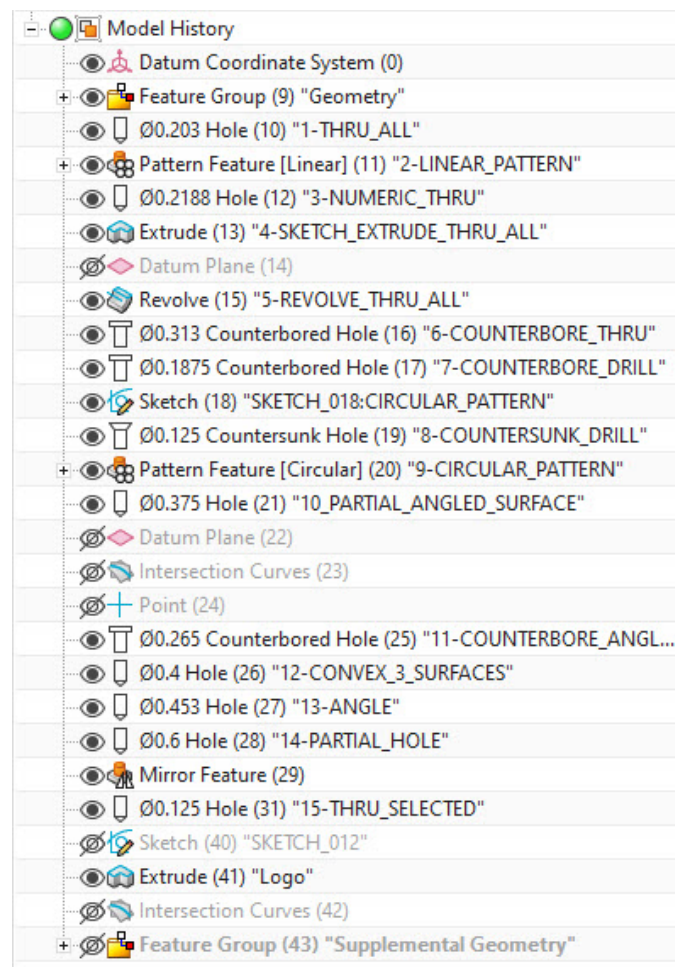 Model History
Datum Coordinate System (0)
Feature Group (9) "Geometry"
Ø0.203 Hole (10) "1-THRU_ALL"
Pattern Feature [Linear] (11) "2-LINEAR_PATTERN"
Ø0.2188 Hole (12) "3-NUMERIC_THRU"
Extrude (13) "4-SKETCH_EXTRUDE_THRU_ALL"
Datum Plane (14)
Revolve (15) "5-REVOLVE_THRU_ALL"
Ø0.313 Counterbored Hole (16) "6-COUNTERBORE_THRU"
Ø0.1875 Counterbored Hole (17) "7-COUNTERBORE_DRILL"
Sketch (18) "SKETCH_018:CIRCULAR_PATTERN"
Ø0.125 Countersunk Hole (19) "8-COUNTERSUNK_DRILL"
Pattern Feature [Circular] (20) "9-CIRCULAR_PATTERN"
Ø0.375 Hole (21) "10_PARTIAL_ANGLED_SURFACE"
Datum Plane (22)
Intersection Curves (23)
Point (24)
Ø0.265 Counterbored Hole (25) "11-COUNTERBORE_ANGL...
Ø0.4 Hole (26) "12-CONVEX_3_SURFACES"
Ø0.453 Hole (27) "13-ANGLE"
Ø0.6 Hole (28) "14-PARTIAL_HOLE"
Mirror Feature (29)
Ø0.125 Hole (31) "15-THRU_SELECTED"
Sketch (40) "SKETCH_012"
Extrude (41) "Logo"
Intersection Curves (42)
Feature Group (43) "Supplemental Geometry"